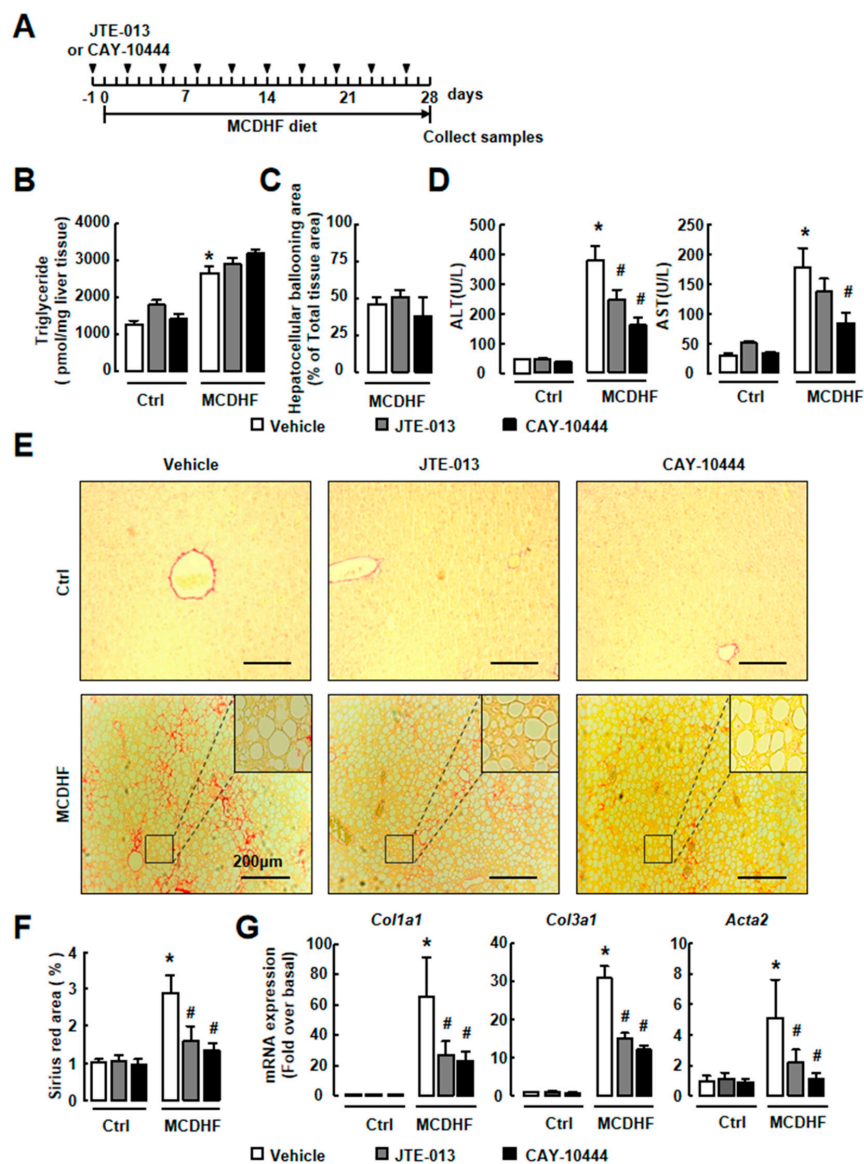 A
JTE-013
or CAY-10444
-1 0 7 14 21 28 days
MCDHF diet
Collect samples
B
Triglyceride
( pmol/mg liver tissue)
4000
3000
2000
1000
0
*
Ctrl MCDHF
C
Hepatocellular ballooning area
(% of Total tissue area)
100
75
50
25
0
MCDHF
D
ALT(U/L)
500
400
300
200
100
0
*
#
#
Ctrl MCDHF
AST(U/L)
250
200
150
100
50
0
*
#
Ctrl MCDHF
Vehicle JTE-013 CAY-10444
E
Vehicle JTE-013 CAY-10444
Ctrl
MCDHF
200μm
F
Sirius red area ( % )
4
3
2
1
0
*
#
#
Ctrl MCDHF
G
mRNA expression
(Fold over basal)
Col1a1
100
80
60
40
20
0
*
#
#
Ctrl MCDHF
Col3a1
40
30
20
10
0
*
#
#
Ctrl MCDHF
Acta2
10
8
6
4
2
0
*
#
#
Ctrl MCDHF
Vehicle JTE-013 CAY-10444